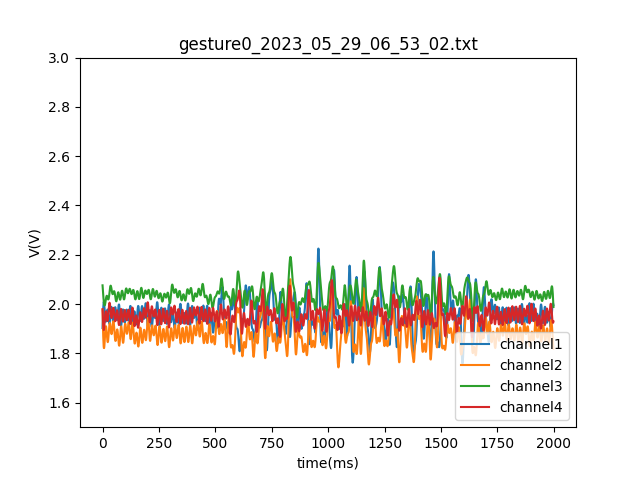 gesture0_2023_05_29_06_53_02.txt
3.0
2.8
2.6
2.4
2.2
2.0
1.8
1.6
V(V)
channel1
channel2
channel3
channel4
0 250 500 750 1000 1250 1500 1750 2000
time(ms)